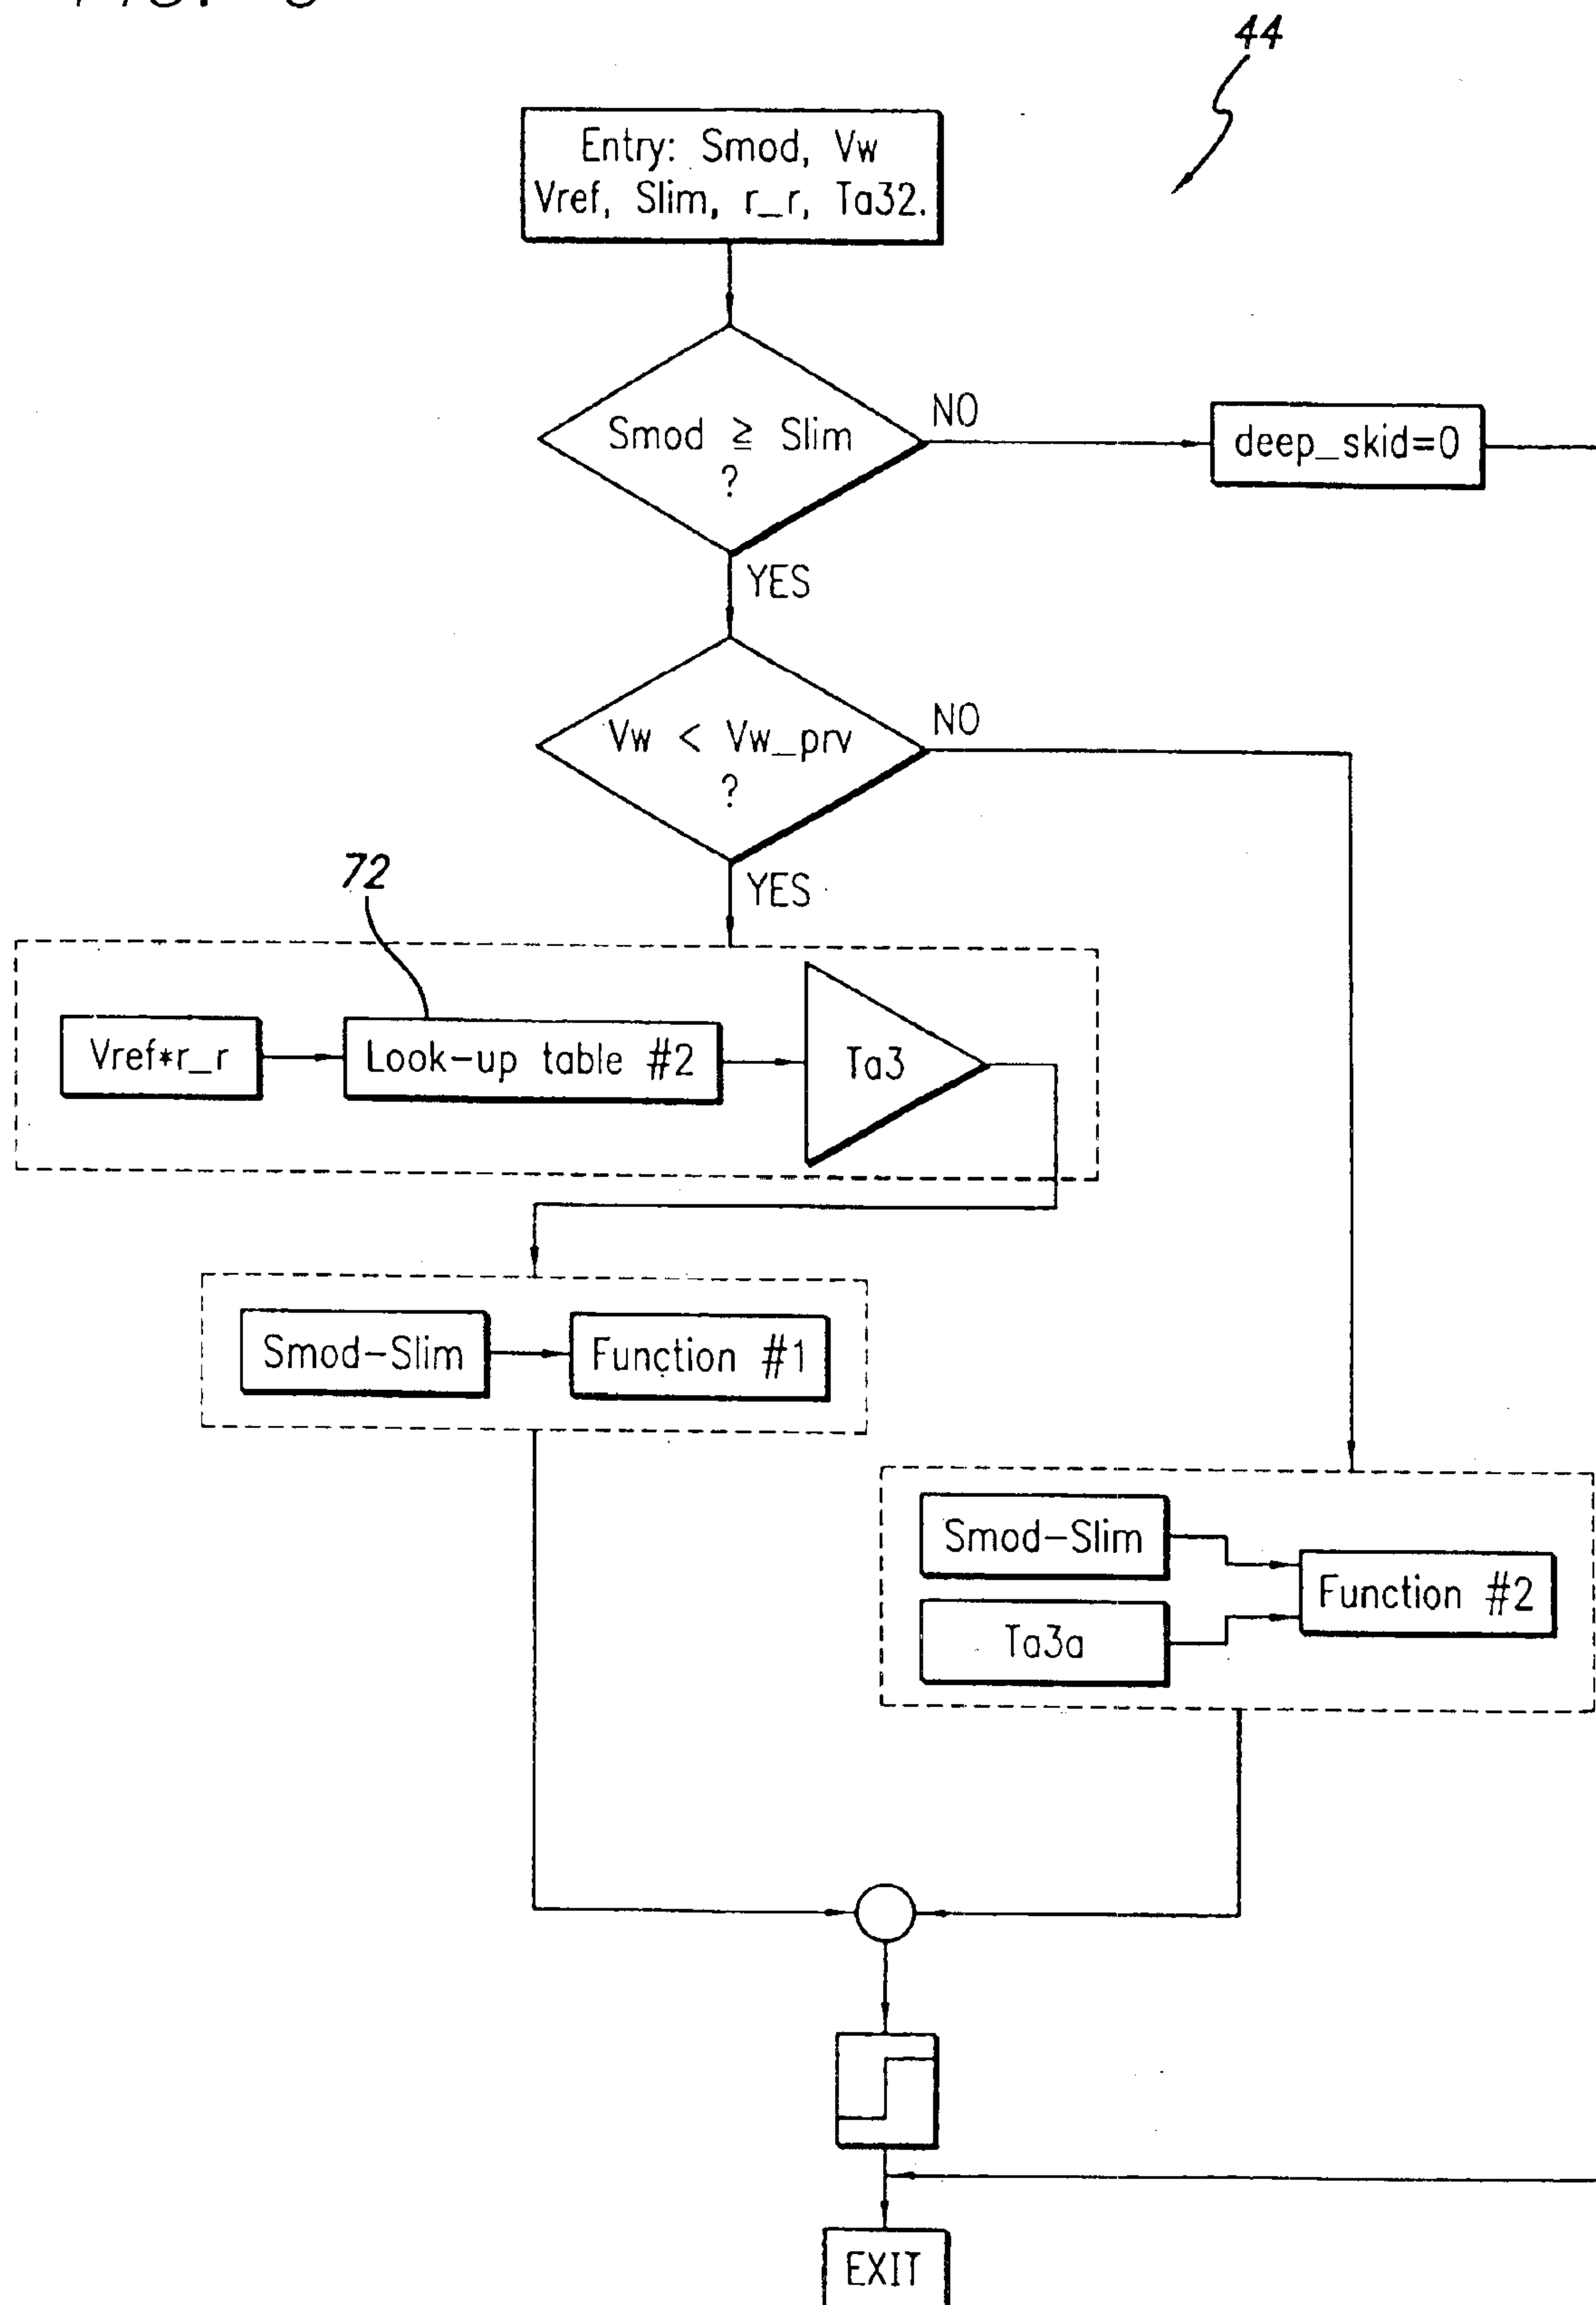 44
Entry: Smod, Vw
Vref, Slim, r_r, Ta32.
Smod ≧ Slim
?
NO
deep_skid=0
YES
Vw < Vw_prv
?
NO
YES
72
Vref*r_r
Look-up table #2
Ta3
Smod-Slim
Function #1
Smod-Slim
Ta3a
Function #2
EXIT